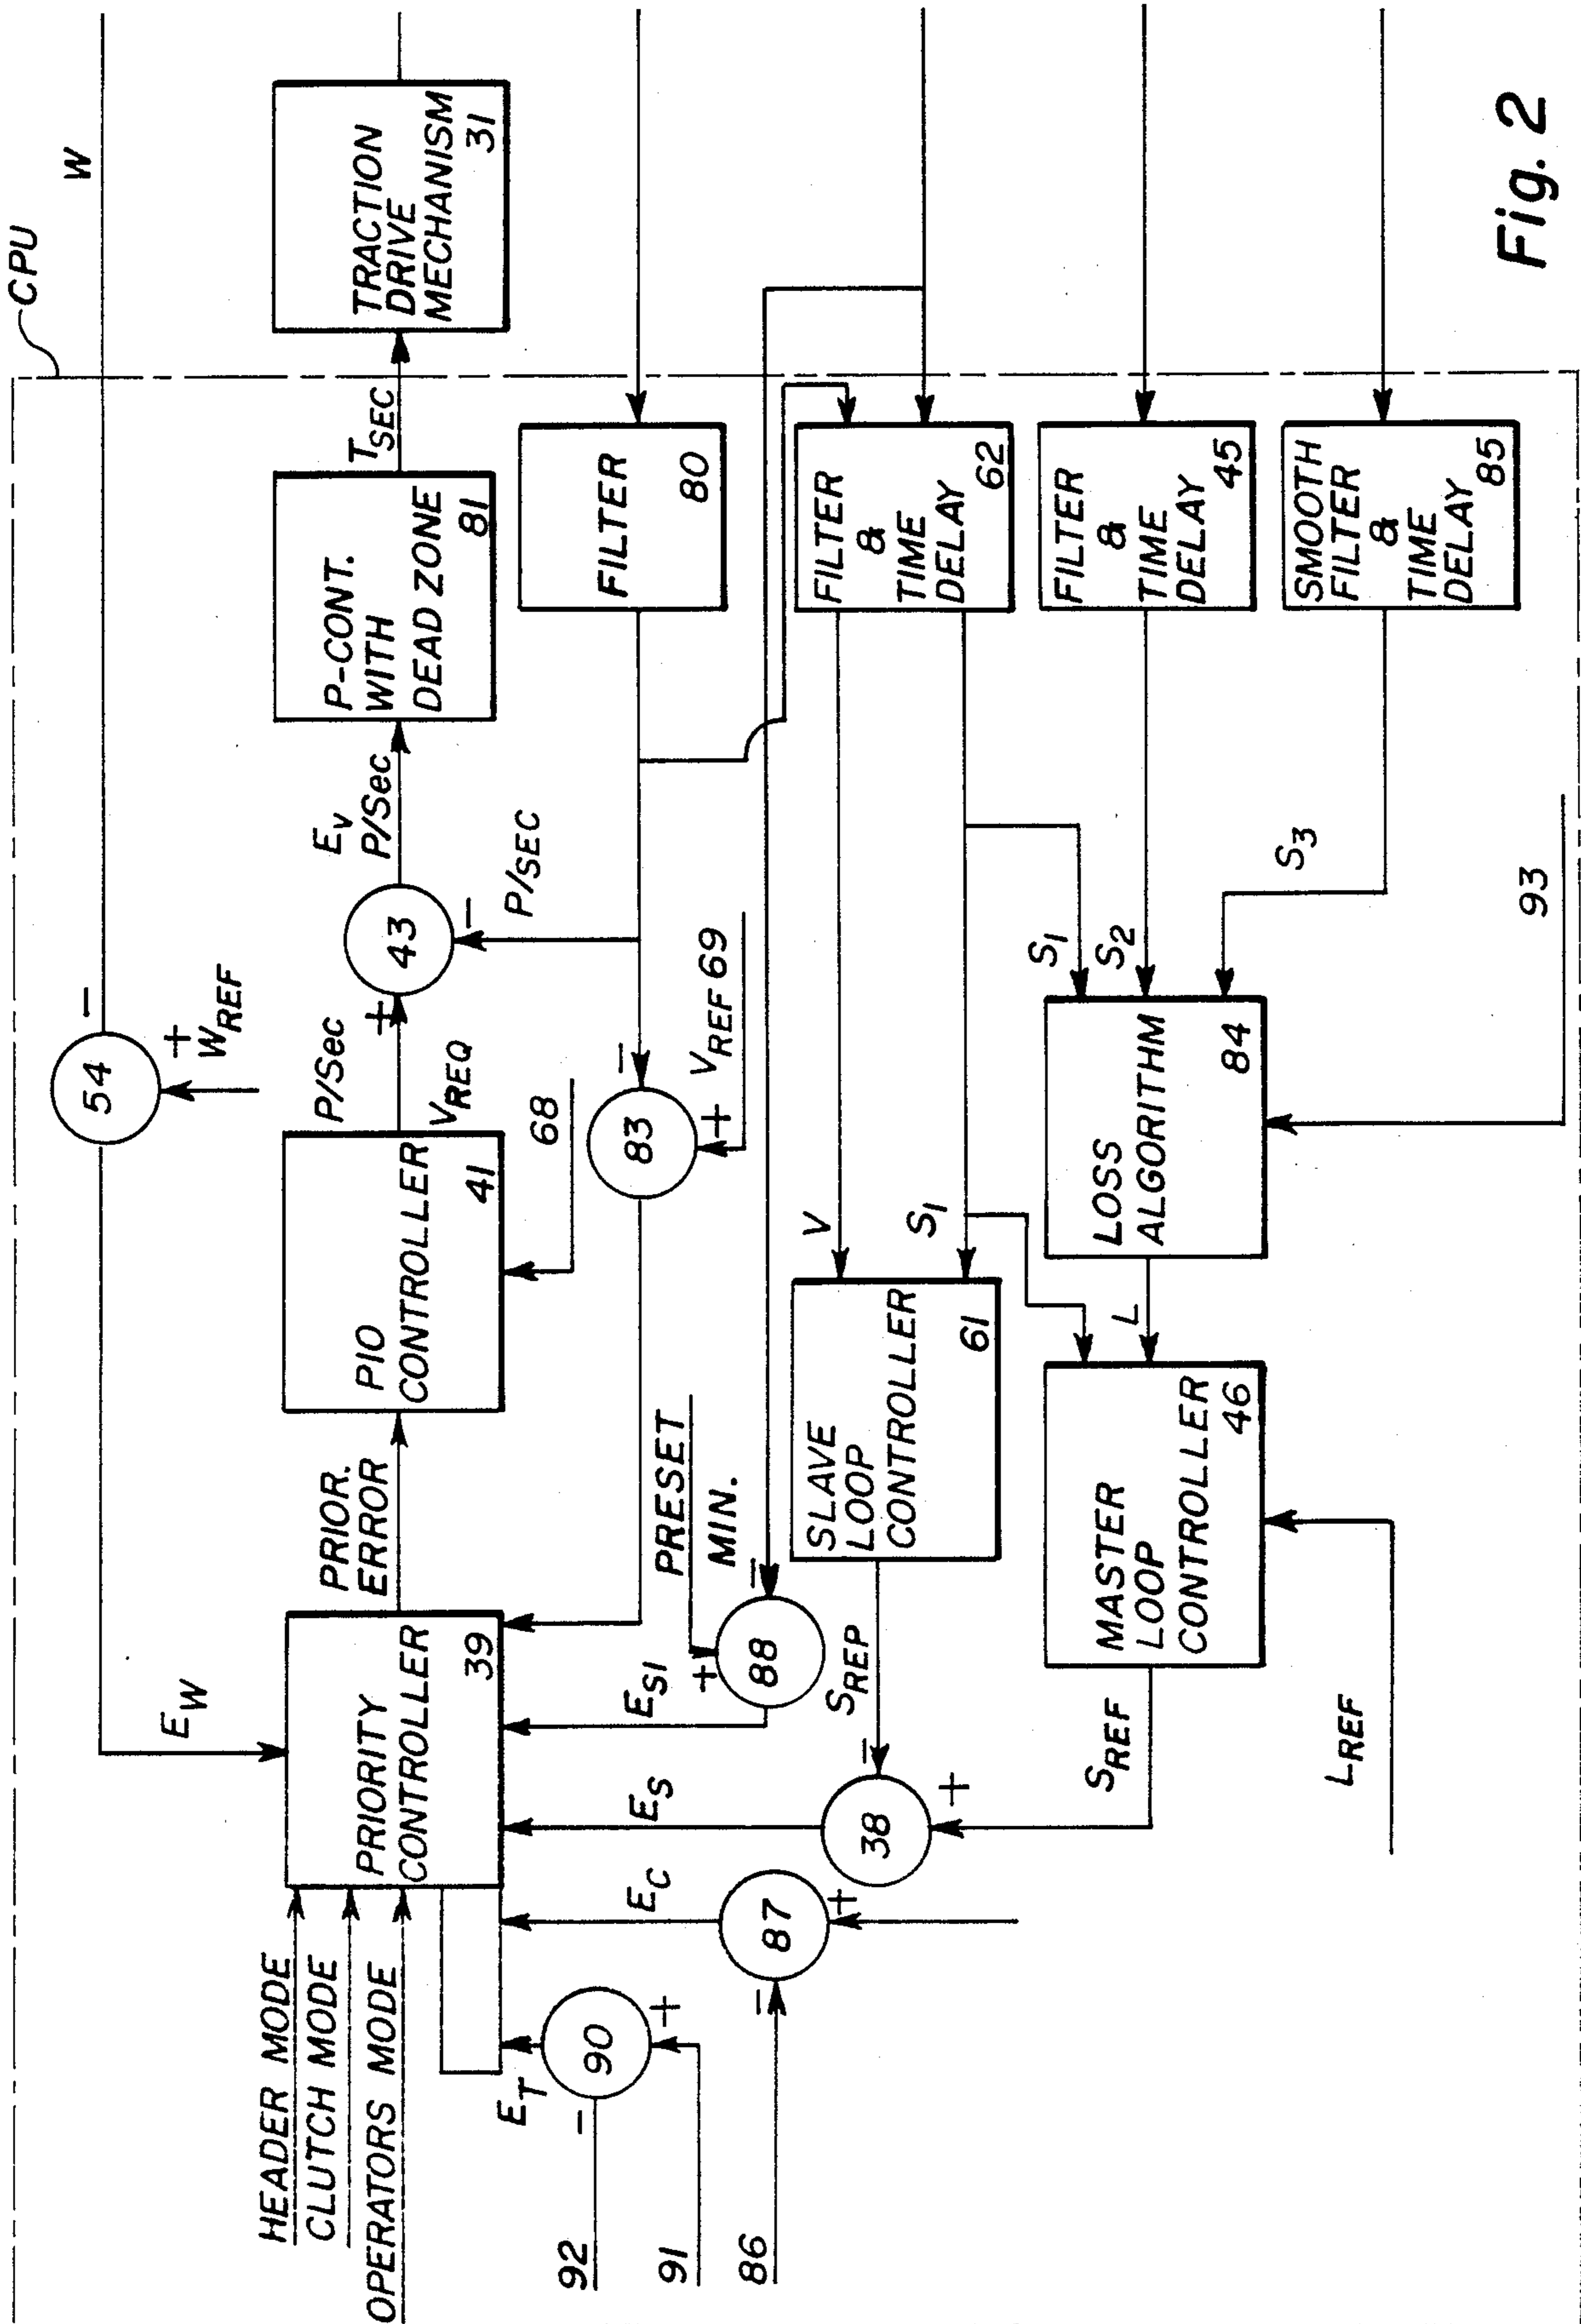 CPU
W
54
−
+
W_REF
E_W
HEADER MODE
CLUTCH MODE
OPERATORS MODE
PRIORITY
CONTROLLER
39
PRIOR.
ERROR
PIO
CONTROLLER
41
P/Sec
V_REQ
+
43
−
E_V
P/Sec
P-CONT.
WITH
DEAD ZONE
81
T_SEC
TRACTION
DRIVE
MECHANISM
31
68
P/SEC
FILTER
80
83
−
+
V_REF 69
92
−
90
+
E_T
91
86
−
87
+
E_C
E_S
E_SI
PRESET
MIN.
+
88
−
38
−
+
S_REP
SLAVE
LOOP
CONTROLLER
61
V
S_1
FILTER
&
TIME
DELAY
62
S_REF
MASTER
LOOP
CONTROLLER
46
L
LOSS
ALGORITHM
84
S_1
S_2
S_3
FILTER
&
TIME
DELAY
45
SMOOTH
FILTER
&
TIME
DELAY
85
L_REF
93
Fig. 2